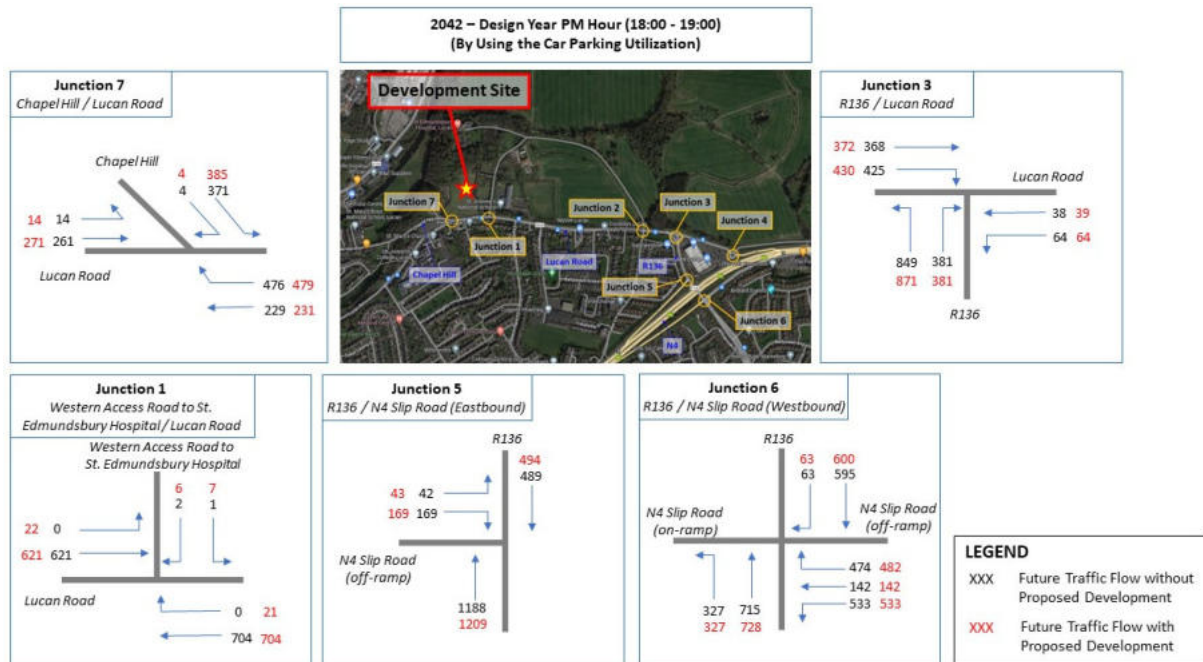 2042 – Design Year PM Hour (18:00 - 19:00)
(By Using the Car Parking Utilization)
Junction 7
Chapel Hill / Lucan Road
Chapel Hill
4 385
4 371
14 14
271 261
Lucan Road
476 479
229 231
Development Site
Junction 7
Junction 1
Junction 2
Junction 3
Junction 4
Chapel Hill
Lucan Road
R136
Junction 5
Junction 6
N4
Junction 3
R136 / Lucan Road
372 368
430 425
Lucan Road
38 39
64 64
849 381
871 381
R136
Junction 1
Western Access Road to St.
Edmundsbury Hospital / Lucan Road
Western Access Road to
St. Edmundsbury Hospital
6 7
2 1
22 0
621 621
Lucan Road
0 21
704 704
Junction 5
R136 / N4 Slip Road (Eastbound)
R136
494
489
43 42
169 169
N4 Slip Road
(off-ramp)
1188
1209
Junction 6
R136 / N4 Slip Road (Westbound)
R136
63 600
63 595
N4 Slip Road
(on-ramp)
N4 Slip Road
(off-ramp)
474 482
142 142
533 533
327 715
327 728
LEGEND
XXX Future Traffic Flow without
Proposed Development
XXX Future Traffic Flow with
Proposed Development